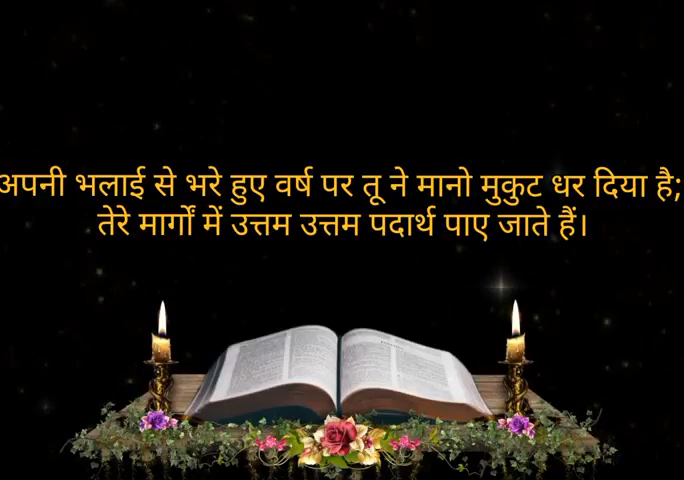 अपनी भलाई से भरे हुए वर्ष पर तू ने मानो मुकुट धर दिया है;
तेरे मार्गों में उत्तम उत्तम पदार्थ पाए जाते हैं।